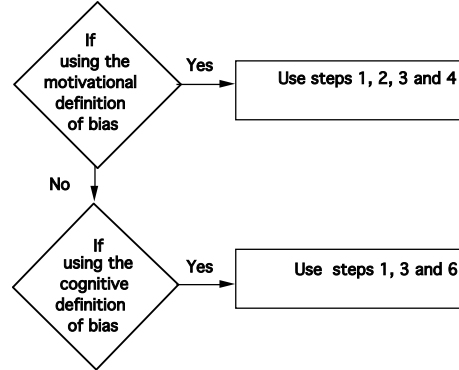 If
using the
motivational
definition
of bias
Yes
Use steps 1, 2, 3 and 4
No
If
using the
cognitive
definition
of bias
Yes
Use steps 1, 3 and 6